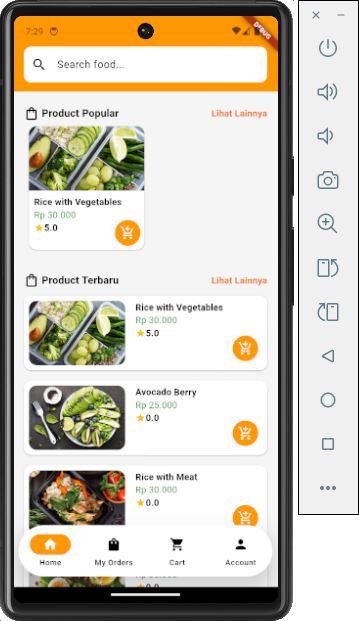 7:29
DEBUG
Search food...
Product Popular
Lihat Lainnya
Rice with Vegetables
Rp 30.000
5.0
Product Terbaru
Lihat Lainnya
Rice with Vegetables
Rp 30.000
5.0
Avocado Berry
Rp 25.000
0.0
Rice with Meat
Rp 30.000
0.0
Home
My Orders
Cart
Account
0.0